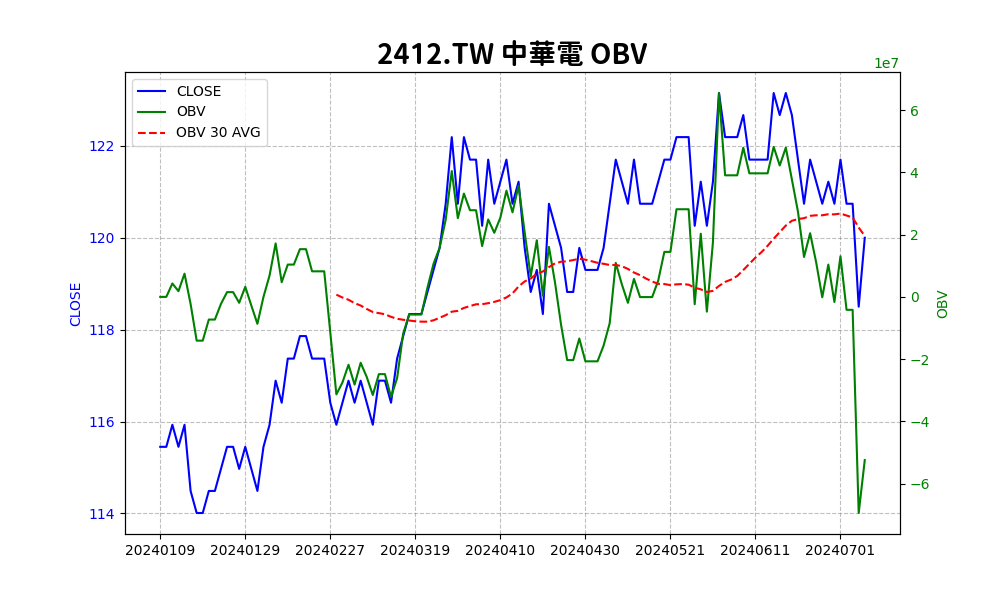 2412.TW 中華電 OBV
1e7
CLOSE
OBV
OBV 30 AVG
122
120
118
116
114
CLOSE
6
4
2
0
−2
−4
−6
OBV
20240109 20240129 20240227 20240319 20240410 20240430 20240521 20240611 20240701